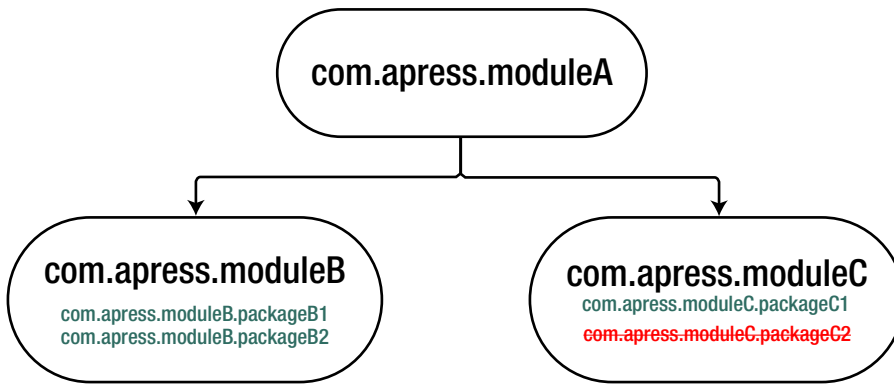 com.apress.moduleA
com.apress.moduleB
com.apress.moduleB.packageB1
com.apress.moduleB.packageB2
com.apress.moduleC
com.apress.moduleC.packageC1
com.apress.moduleC.packageC2